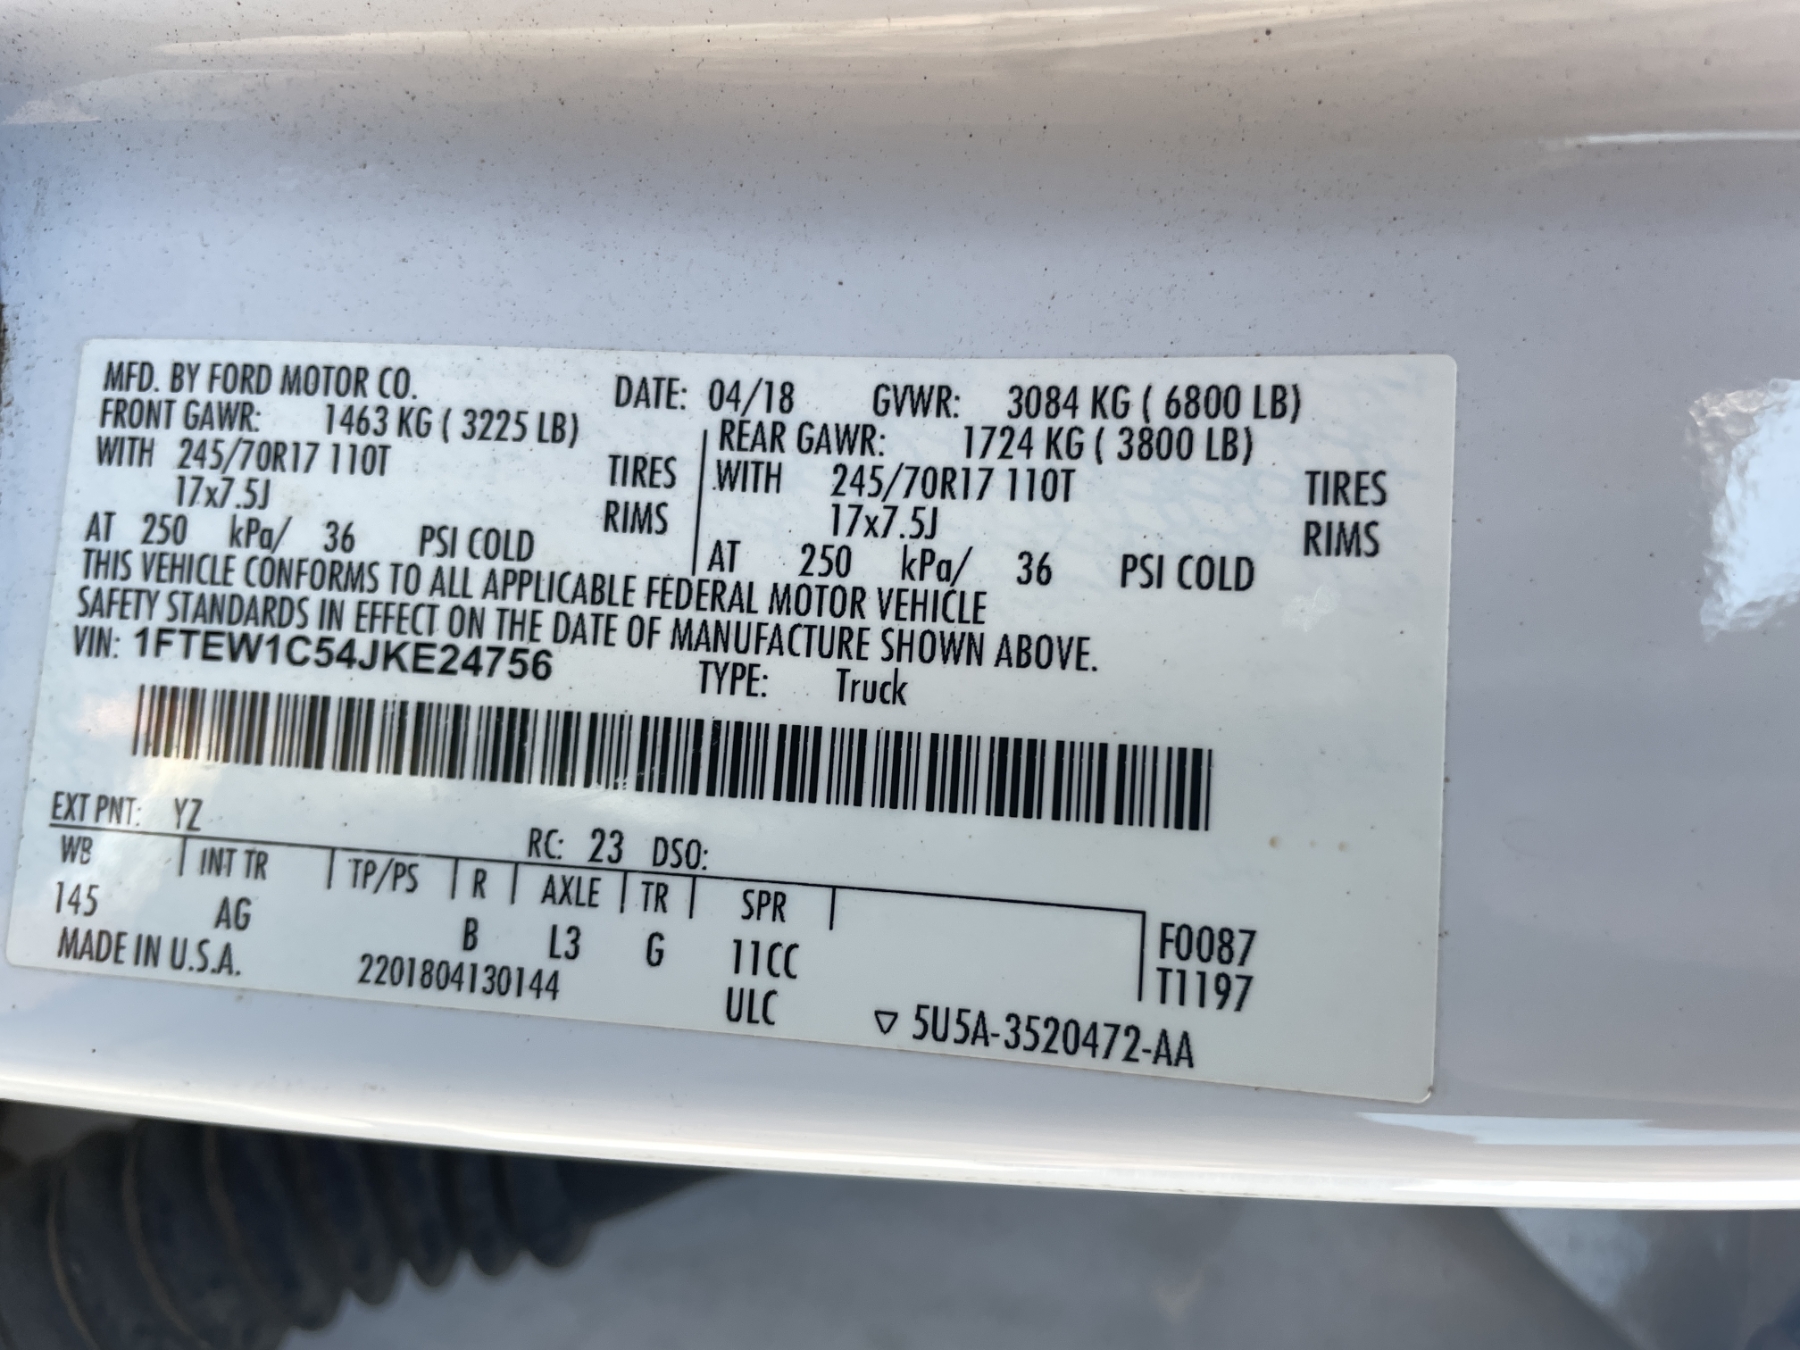 MFD. BY FORD MOTOR CO. DATE: 04/18 GVWR: 3084 KG ( 6800 LB)
FRONT GAWR: 1463 KG ( 3225 LB) REAR GAWR: 1724 KG ( 3800 LB)
WITH 245/70R17 110T TIRES WITH 245/70R17 110T TIRES
17x7.5J RIMS 17x7.5J RIMS
AT 250 kPa/ 36 PSI COLD AT 250 kPa/ 36 PSI COLD
THIS VEHICLE CONFORMS TO ALL APPLICABLE FEDERAL MOTOR VEHICLE
SAFETY STANDARDS IN EFFECT ON THE DATE OF MANUFACTURE SHOWN ABOVE.
VIN: 1FTEW1C54JKE24756 TYPE: Truck
EXT PNT: YZ RC: 23 DSO:
WB INT TR TP/PS R AXLE TR SPR
145 AG B L3 G 11CC F0087
MADE IN U.S.A. 2201804130144 ULC T1197
▽ 5U5A-3520472-AA